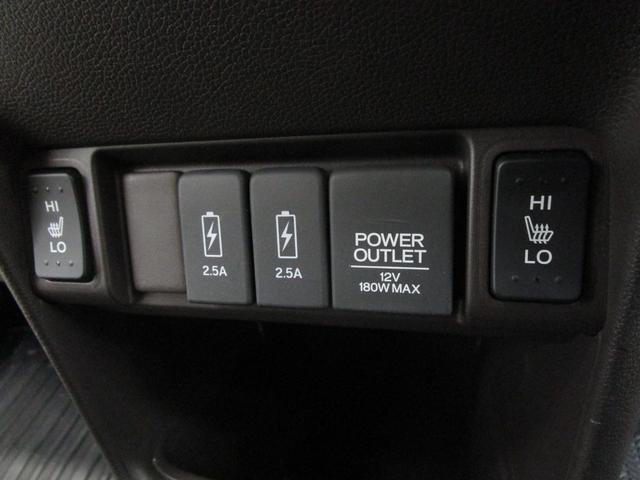 HI
LO
2.5A
2.5A
POWER
OUTLET
12V
180W MAX
HI
LO